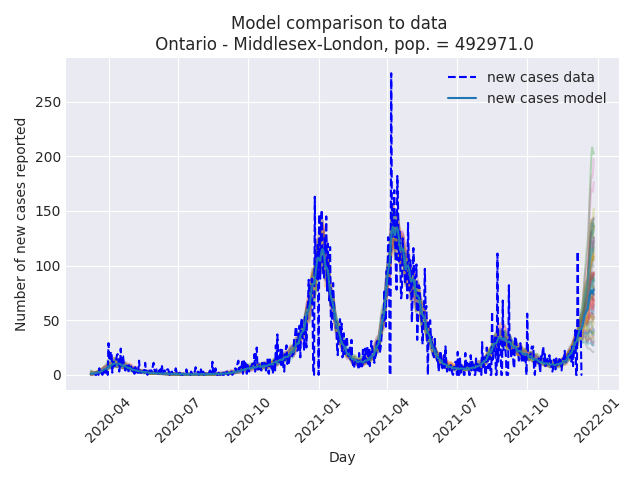 Model comparison to data
Ontario - Middlesex-London, pop. = 492971.0
new cases data
new cases model
Number of new cases reported
250
200
150
100
50
0
2020-04
2020-07
2020-10
2021-01
2021-04
2021-07
2021-10
2022-01
Day